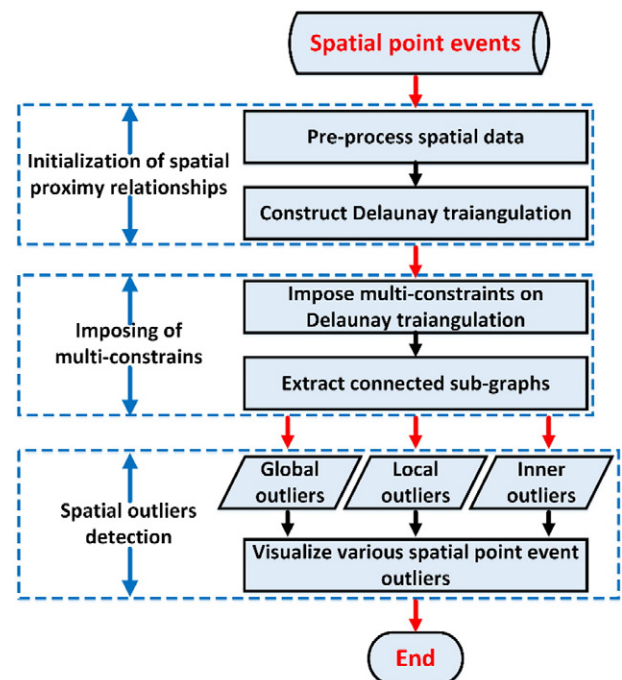 Spatial point events
Initialization of spatial
proximy relationships
Pre-process spatial data
Construct Delaunay traiangulation
Imposing of
multi-constrains
Impose multi-constraints on
Delaunay traiangulation
Extract connected sub-graphs
Spatial outliers
detection
Global
outliers
Local
outliers
Inner
outliers
Visualize various spatial point event
outliers
End